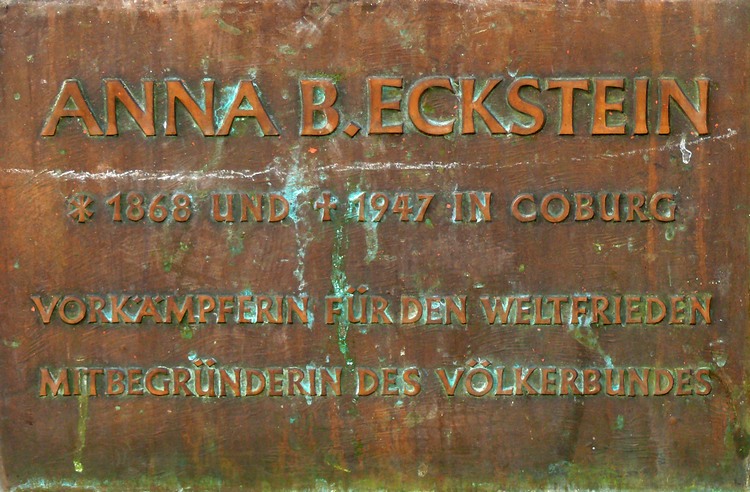 ANNA B. ECKSTEIN
* 1868 UND † 1947 IN COBURG
VORKÄMPFERIN FÜR DEN WELTFRIEDEN
MITBEGRÜNDERIN DES VÖLKERBUNDES